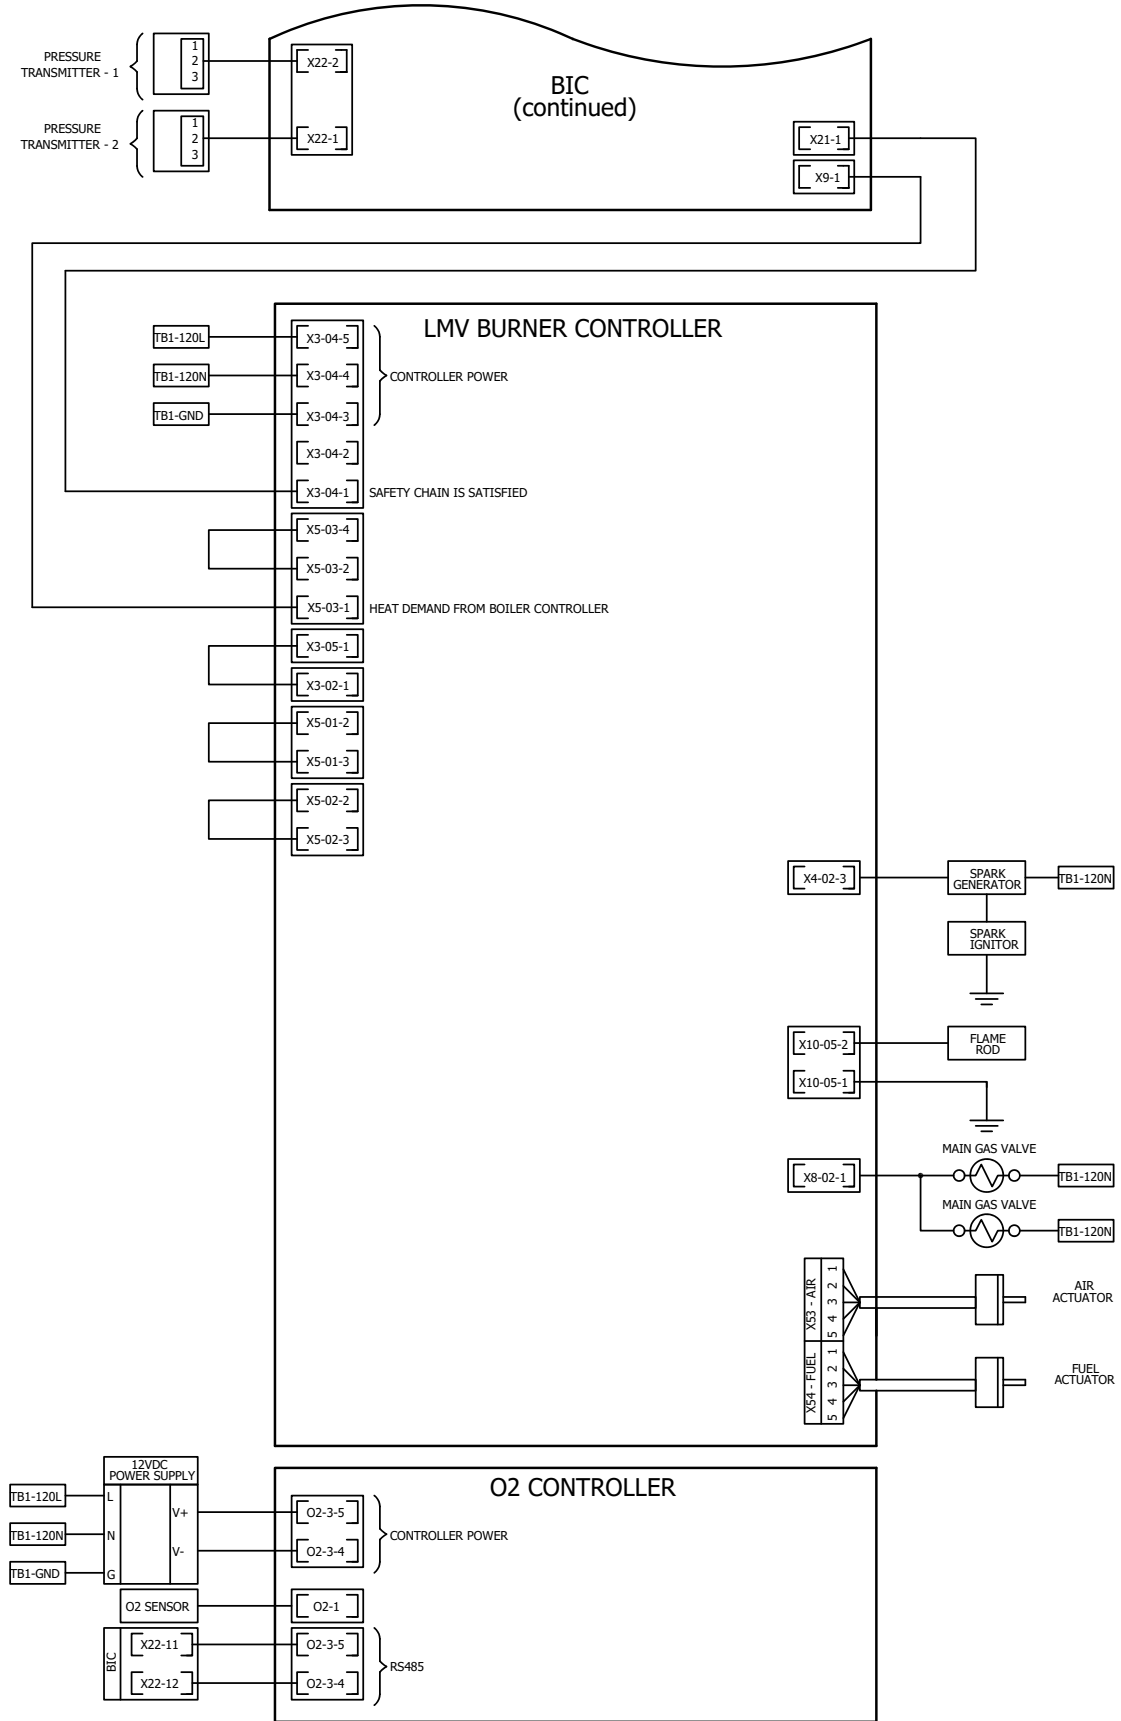 PRESSURE
TRANSMITTER - 1
1
2
3
X22-2
BIC
(continued)
PRESSURE
TRANSMITTER - 2
1
2
3
X22-1
X21-1
X9-1
LMV BURNER CONTROLLER
TB1-120L
X3-04-5
TB1-120N
X3-04-4
CONTROLLER POWER
TB1-GND
X3-04-3
X3-04-2
X3-04-1
SAFETY CHAIN IS SATISFIED
X5-03-4
X5-03-2
X5-03-1
HEAT DEMAND FROM BOILER CONTROLLER
X3-05-1
X3-02-1
X5-01-2
X5-01-3
X5-02-2
X5-02-3
X4-02-3
SPARK
GENERATOR
TB1-120N
SPARK
IGNITOR
X10-05-2
FLAME
ROD
X10-05-1
MAIN GAS VALVE
X8-02-1
TB1-120N
MAIN GAS VALVE
TB1-120N
X53 - AIR
1
2
3
4
5
AIR
ACTUATOR
X54 - FUEL
1
2
3
4
5
FUEL
ACTUATOR
12VDC
POWER SUPPLY
O2 CONTROLLER
TB1-120L
L
V+
O2-3-5
TB1-120N
N
CONTROLLER POWER
V-
O2-3-4
TB1-GND
G
O2 SENSOR
O2-1
BIC
X22-11
O2-3-5
RS485
X22-12
O2-3-4